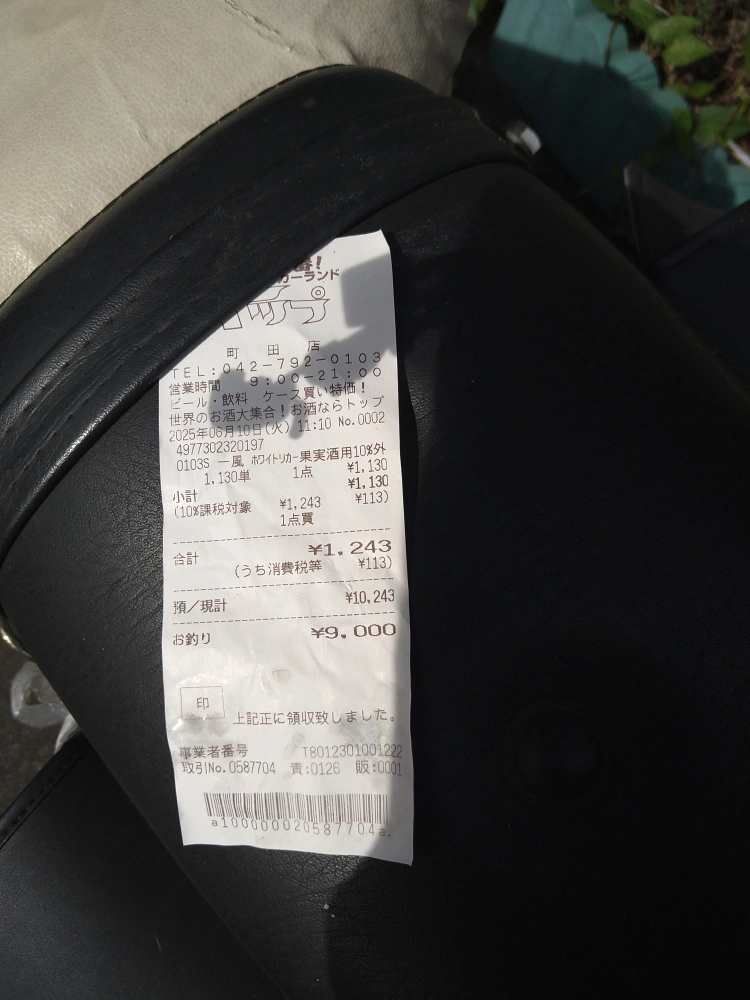 番!
カーランド
トップ
町 田 店
TEL:042-792-0103
営業時間 9:00-21:00
ビール・飲料 ケース買い特価!
世界のお酒大集合!お酒ならトップ
2025年06月10日(火) 11:10 No.0002
4977302320197
0103S 一風 ホワイトリカー果実酒用10%外
1,130単 1点 ¥1,130
小計 ¥1,130
(10%課税対象 ¥1,243 ¥113)
1点買
合計 ¥1,243
(うち消費税等 ¥113)
預/現計 ¥10,243
お釣り ¥9,000
印 上記正に領収致しました。
事業者番号 T8012301001222
取引No.0587704 責:0126 販:0001
a100000020587704a